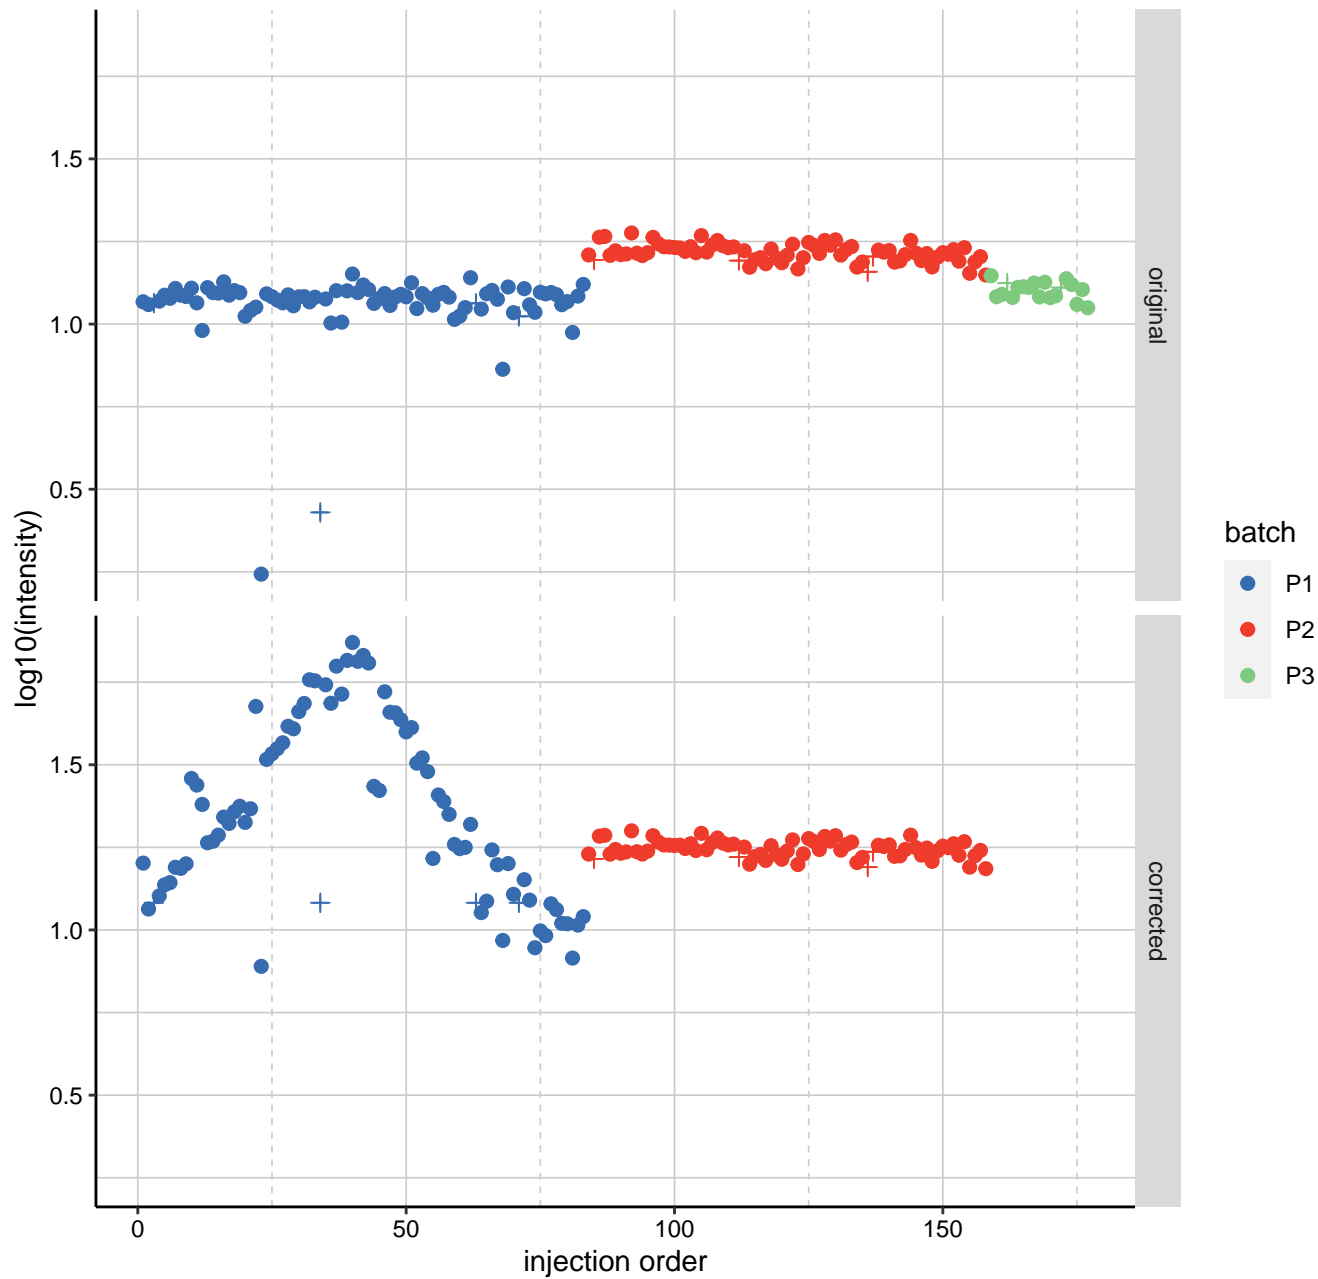 1.5
1.0
0.5
original
1.5
1.0
0.5
corrected
log10(intensity)
0 50 100 150
injection order
batch
P1
P2
P3